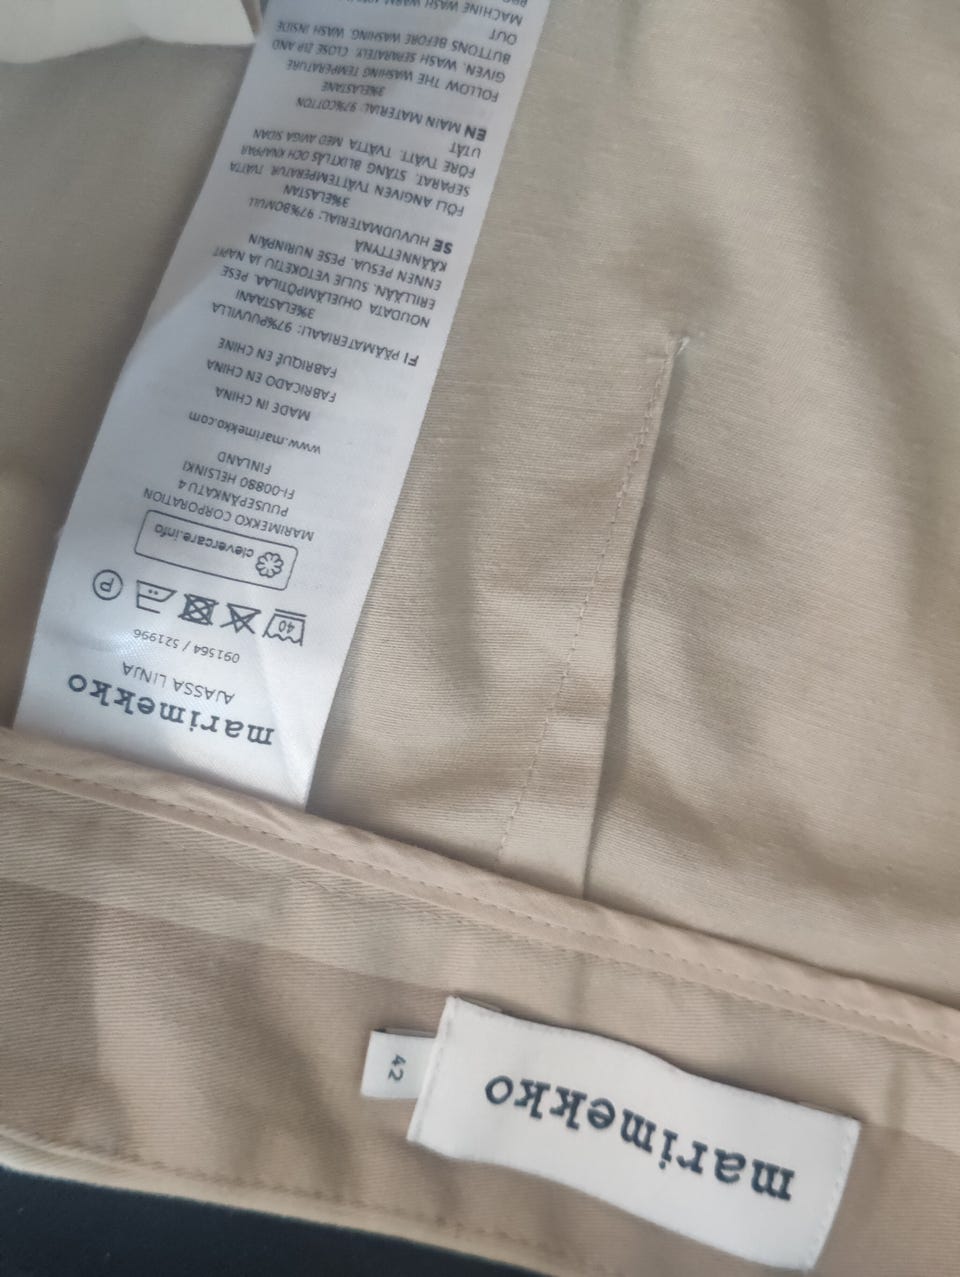 marimekko
AJASSA LINJA
091564 / 521996
40
P
clevercare.info
MARIMEKKO CORPORATION
PUUSEPÄNKATU 4
FI-00880 HELSINKI
FINLAND
www.marimekko.com
MADE IN CHINA
FABRICADO EN CHINA
FABRIQUÉ EN CHINE
FI PÄÄMATERIAALI: 97%PUUVILLA
3%ELASTAANI
NOUDATA OHJELÄMPÖTILAA. PESE
ERILLÄÄN. SULJE VETOKETJU JA NAPIT
ENNEN PESUA. PESE NURINPÄIN
KÄÄNNETTYNÄ
SE HUVUDMATERIAL: 97%BOMULL
3%ELASTAN
FÖLJ ANGIVEN TVÄTTEMPERATUR. TVÄTTA
SEPARAT. STÄNG BLIXTLÅS OCH KNAPPAR
FÖRE TVÄTT. TVÄTTA MED AVIGA SIDAN
UTÅT
EN MAIN MATERIAL: 97%COTTON
3%ELASTANE
FOLLOW THE WASHING TEMPERATURE
GIVEN. WASH SEPARATELY. CLOSE ZIP AND
BUTTONS BEFORE WASHING. WASH INSIDE
OUT
MACHINE WASH WARM
marimekko
42